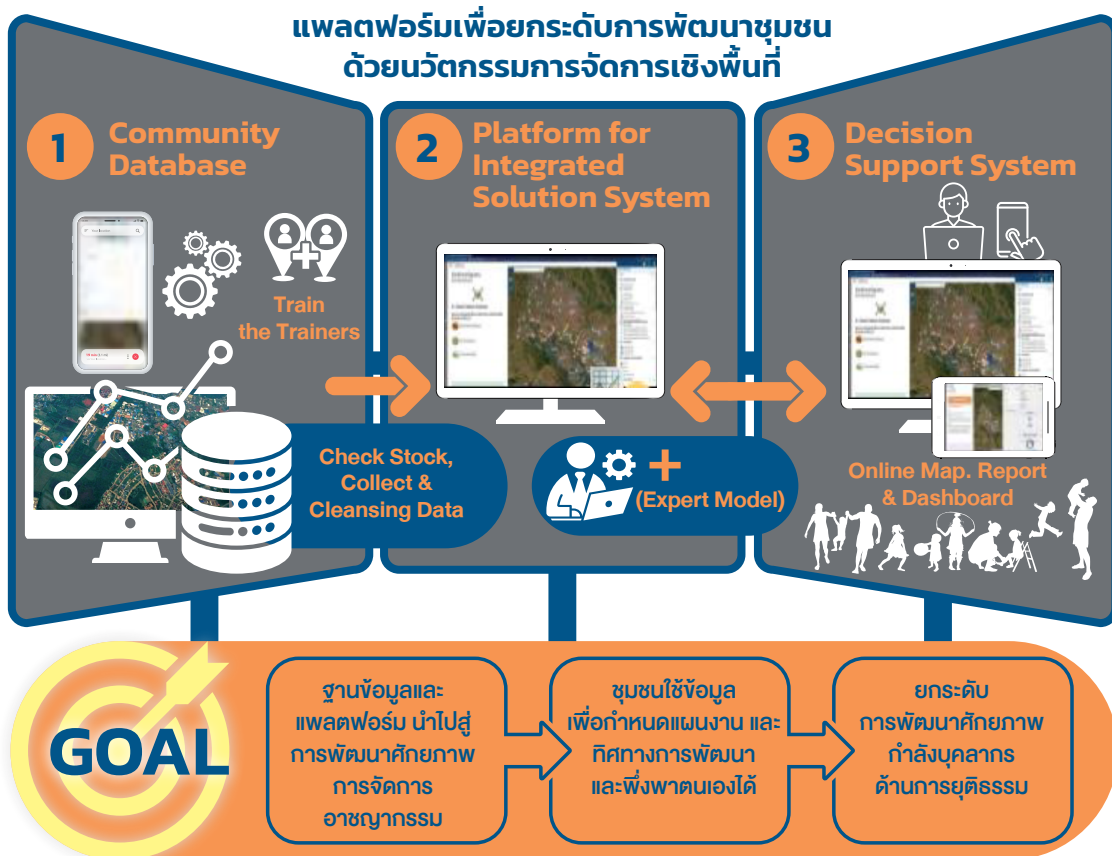 แพลตฟอร์มเพื่อยกระดับการพัฒนาชุมชน
ด้วยนวัตกรรมการจัดการเชิงพื้นที่
1
Community
Database
Train
the Trainers
Check Stock,
Collect &
Cleansing Data
2
Platform for
Integrated
Solution System
+
(Expert Model)
3
Decision
Support System
Online Map. Report
& Dashboard
GOAL
ฐานข้อมูลและ
แพลตฟอร์ม นำไปสู่
การพัฒนาศักยภาพ
การจัดการ
อาชญากรรม
ชุมชนใช้ข้อมูล
เพื่อกำหนดแผนงาน และ
ทิศทางการพัฒนา
และพึ่งพาตนเองได้
ยกระดับ
การพัฒนาศักยภาพ
กำลังบุคลากร
ด้านการยุติธรรม